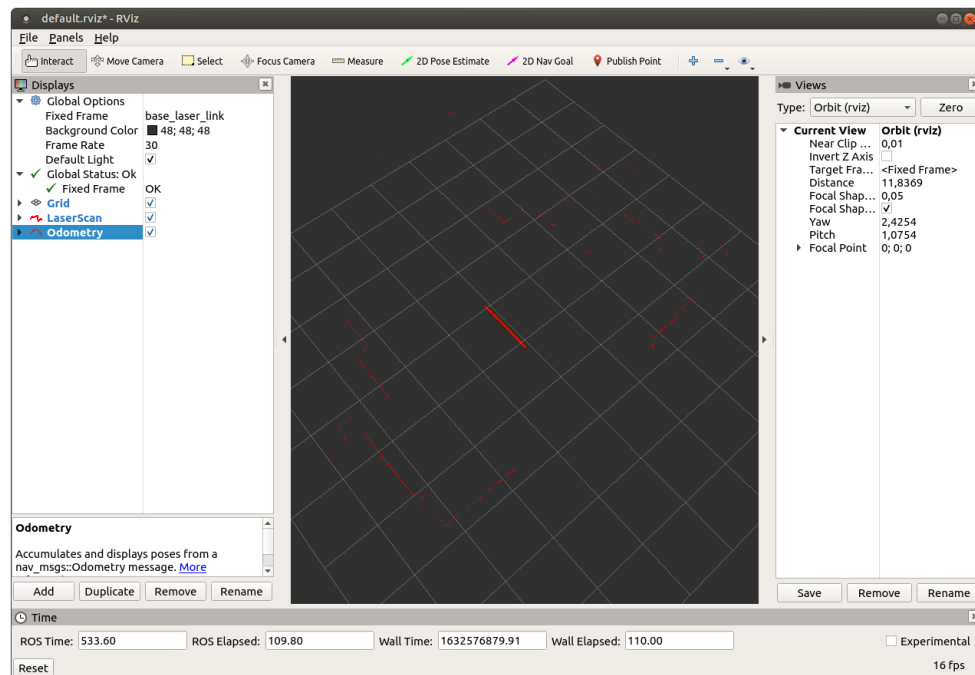 default.rviz* - RViz
File Panels Help
Interact Move Camera Select Focus Camera Measure 2D Pose Estimate 2D Nav Goal Publish Point
Displays
Global Options
Fixed Frame base_laser_link
Background Color 48; 48; 48
Frame Rate 30
Default Light
Global Status: Ok
Fixed Frame OK
Grid
LaserScan
Odometry
Odometry
Accumulates and displays poses from a
nav_msgs::Odometry message. More
Add Duplicate Remove Rename
Views
Type: Orbit (rviz) Zero
Current View Orbit (rviz)
Near Clip ... 0,01
Invert Z Axis
Target Fra... <Fixed Frame>
Distance 11,8369
Focal Shap... 0,05
Focal Shap...
Yaw 2,4254
Pitch 1,0754
Focal Point 0; 0; 0
Save Remove Rename
Time
ROS Time: 533.60 ROS Elapsed: 109.80 Wall Time: 1632576879.91 Wall Elapsed: 110.00 Experimental
Reset 16 fps